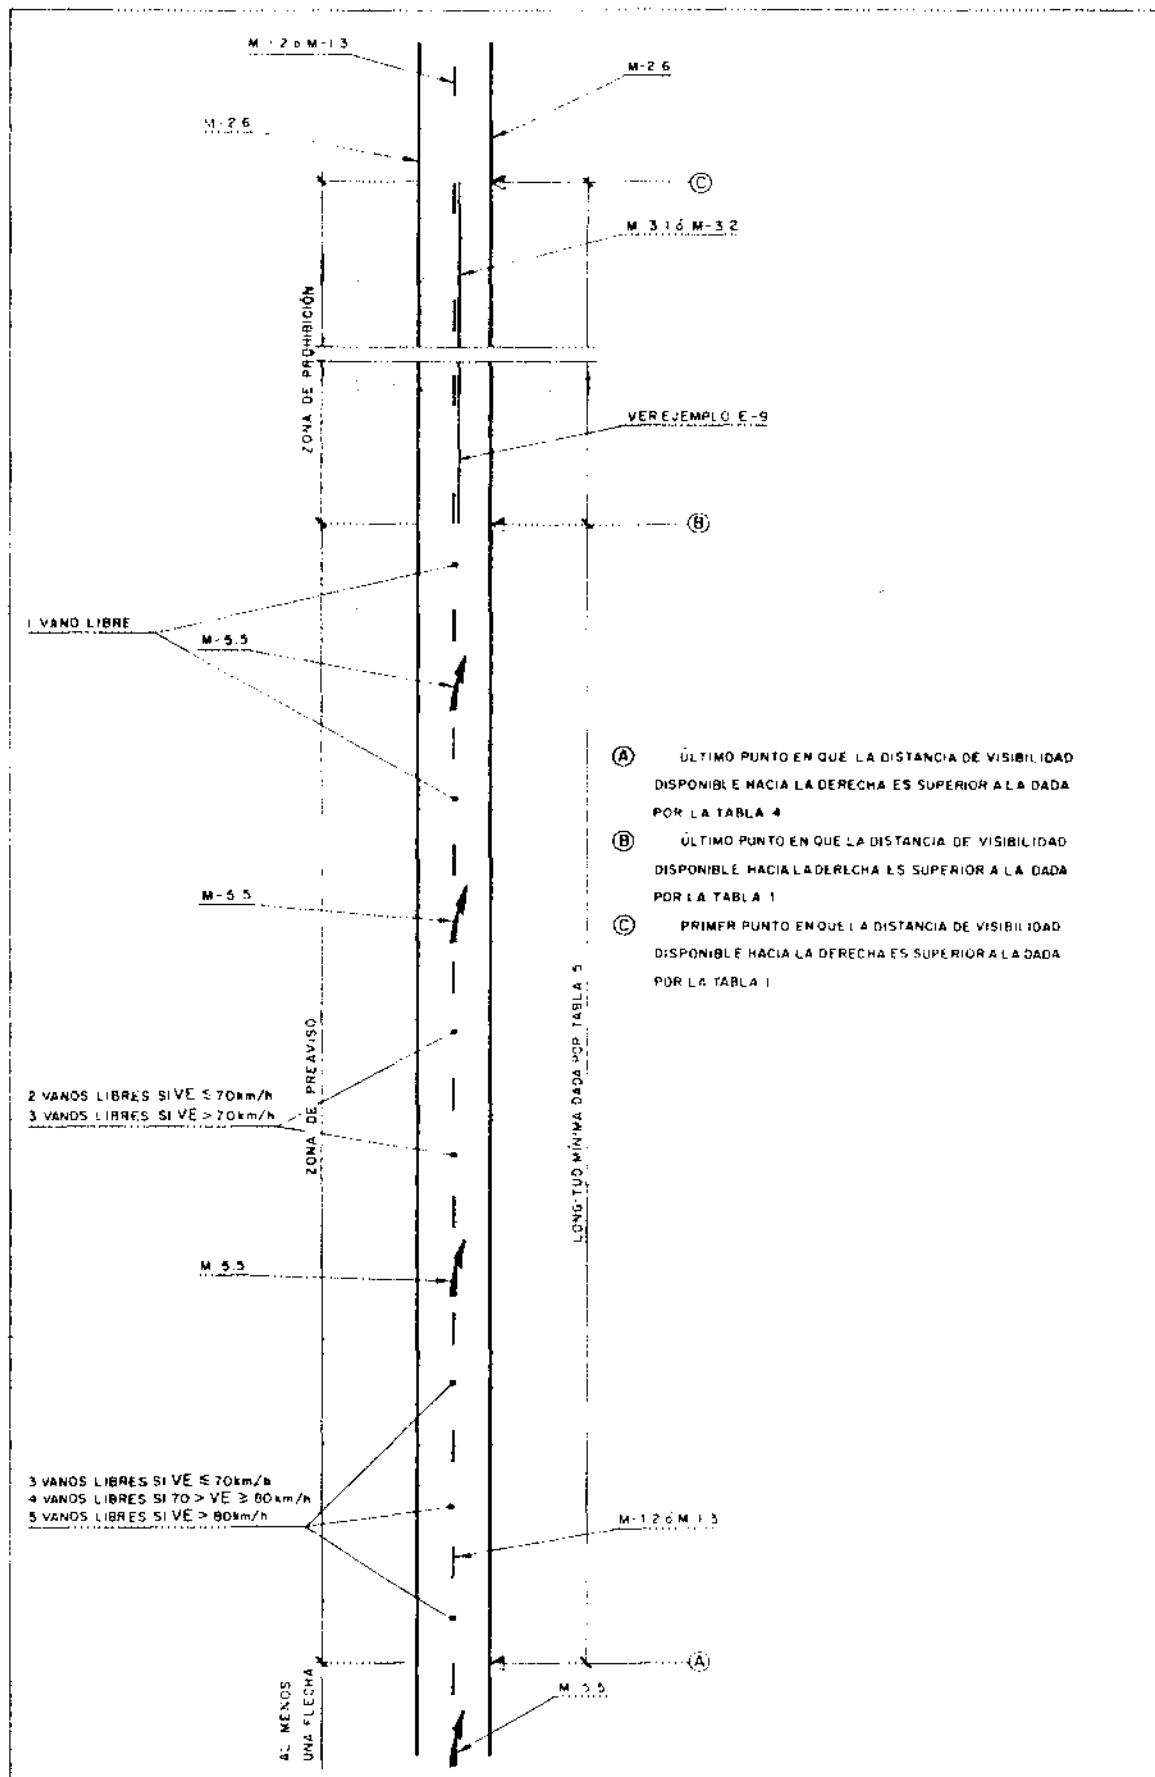 M-1.2 ó M-1.3
M-2.6
M-2.6
C
M-3.1 ó M-3.2
ZONA DE PROHIBICIÓN
VER EJEMPLO E-9
B
1 VANO LIBRE
M-5.5
A ÚLTIMO PUNTO EN QUE LA DISTANCIA DE VISIBILIDAD
DISPONIBLE HACIA LA DERECHA ES SUPERIOR A LA DADA
POR LA TABLA 4
B ÚLTIMO PUNTO EN QUE LA DISTANCIA DE VISIBILIDAD
DISPONIBLE HACIA LA DERECHA ES SUPERIOR A LA DADA
POR LA TABLA 1
C PRIMER PUNTO EN QUE LA DISTANCIA DE VISIBILIDAD
DISPONIBLE HACIA LA DERECHA ES SUPERIOR A LA DADA
POR LA TABLA 1
M-5.5
ZONA DE PREAVISO
LONGITUD MÍNIMA DADA POR TABLA 5
2 VANOS LIBRES SI VE ≤ 70km/h
3 VANOS LIBRES SI VE > 70km/h
M-5.5
3 VANOS LIBRES SI VE ≤ 70km/h
4 VANOS LIBRES SI 70 > VE ≥ 80km/h
5 VANOS LIBRES SI VE > 80km/h
M-1.2 ó M-1.3
A
M-5.5
AL MENOS
UNA FLECHA